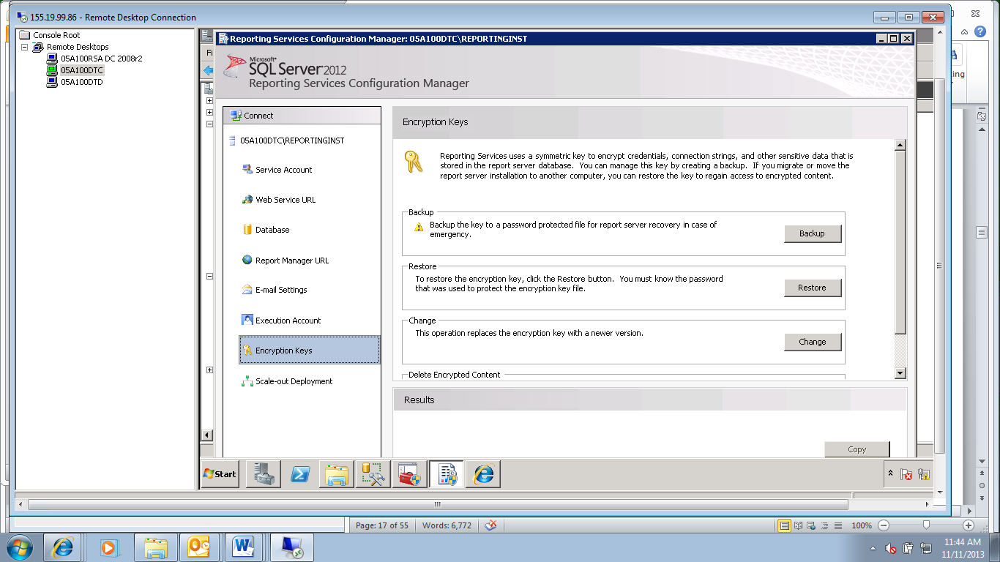 155.19.99.86 - Remote Desktop Connection
Console Root
Remote Desktops
05A100RSA DC 2008r2
05A100DTC
05A100DTD
Fi
Reporting Services Configuration Manager: 05A100DTC\REPORTINGINST
Microsoft®
SQL Server 2012
Reporting Services Configuration Manager
ting
Connect
05A100DTC\REPORTINGINST
Service Account
Web Service URL
Database
Report Manager URL
E-mail Settings
Execution Account
Encryption Keys
Scale-out Deployment
Encryption Keys
Reporting Services uses a symmetric key to encrypt credentials, connection strings, and other sensitive data that is
stored in the report server database. You can manage this key by creating a backup. If you migrate or move the
report server installation to another computer, you can restore the key to regain access to encrypted content.
Backup
Backup the key to a password protected file for report server recovery in case of
emergency.
Backup
Restore
To restore the encryption key, click the Restore button. You must know the password
that was used to protect the encryption key file.
Restore
Change
This operation replaces the encryption key with a newer version.
Change
Delete Encrypted Content
Results
Copy
Start
Page: 17 of 55
Words: 6,772
100%
11:44 AM
11/11/2013